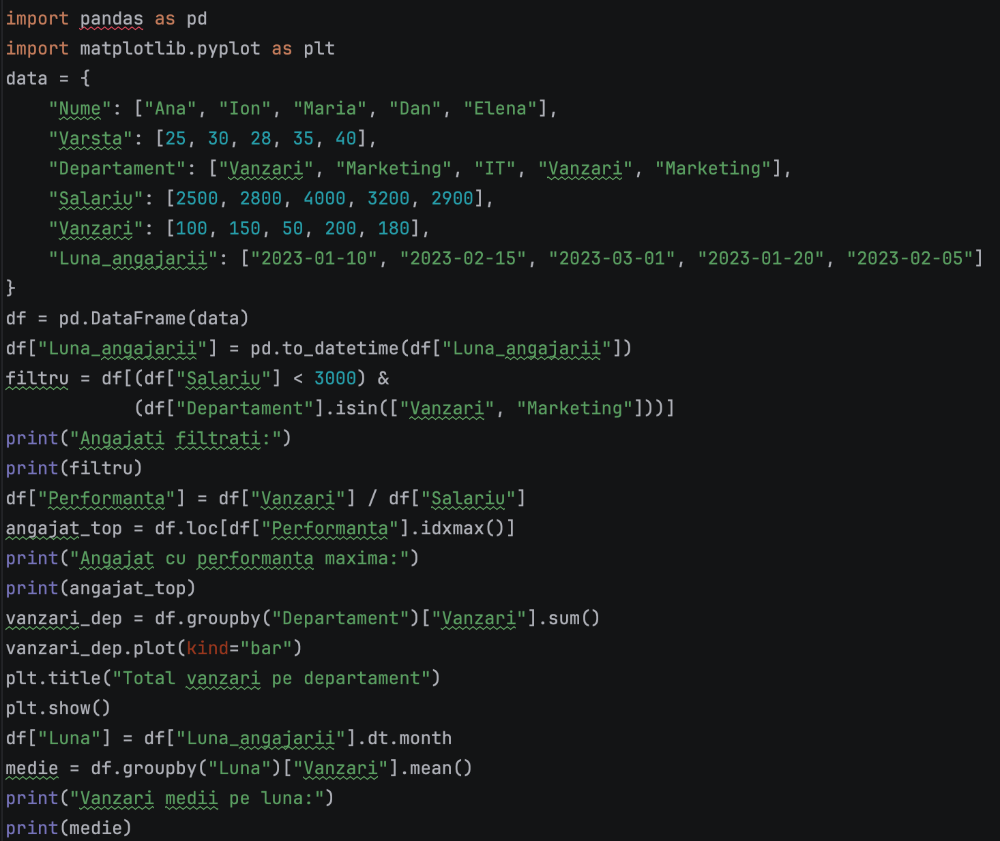 import pandas as pd
import matplotlib.pyplot as plt
data = {
    "Nume": ["Ana", "Ion", "Maria", "Dan", "Elena"],
    "Varsta": [25, 30, 28, 35, 40],
    "Departament": ["Vanzari", "Marketing", "IT", "Vanzari", "Marketing"],
    "Salariu": [2500, 2800, 4000, 3200, 2900],
    "Vanzari": [100, 150, 50, 200, 180],
    "Luna_angajarii": ["2023-01-10", "2023-02-15", "2023-03-01", "2023-01-20", "2023-02-05"]
}
df = pd.DataFrame(data)
df["Luna_angajarii"] = pd.to_datetime(df["Luna_angajarii"])
filtru = df[(df["Salariu"] < 3000) &
            (df["Departament"].isin(["Vanzari", "Marketing"]))]
print("Angajati filtrati:")
print(filtru)
df["Performanta"] = df["Vanzari"] / df["Salariu"]
angajat_top = df.loc[df["Performanta"].idxmax()]
print("Angajat cu performanta maxima:")
print(angajat_top)
vanzari_dep = df.groupby("Departament")["Vanzari"].sum()
vanzari_dep.plot(kind="bar")
plt.title("Total vanzari pe departament")
plt.show()
df["Luna"] = df["Luna_angajarii"].dt.month
medie = df.groupby("Luna")["Vanzari"].mean()
print("Vanzari medii pe luna:")
print(medie)